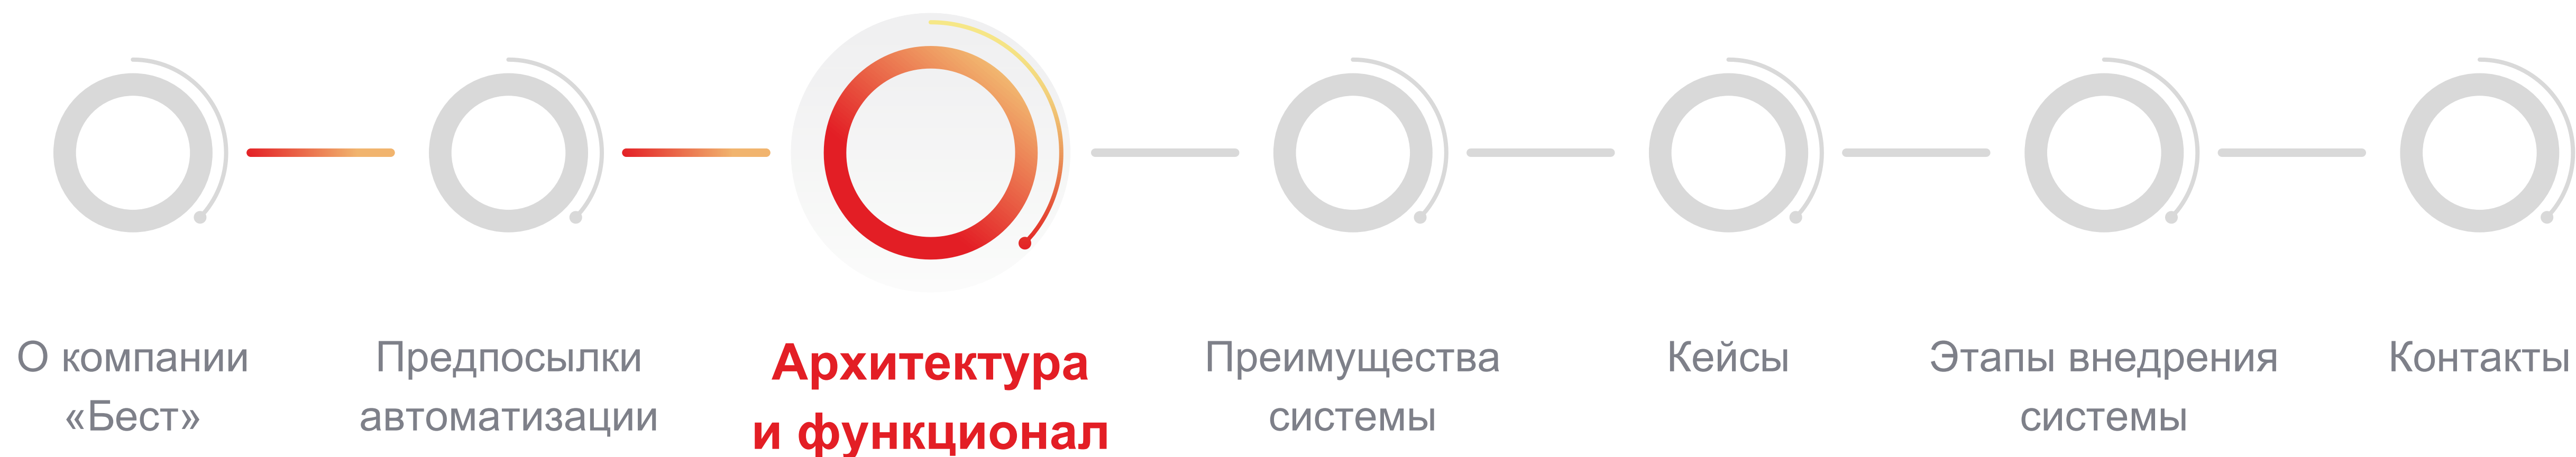 О компании
«Бест»
Предпосылки
автоматизации
Архитектура
и функционал
Преимущества
системы
Кейсы
Этапы внедрения
системы
Контакты